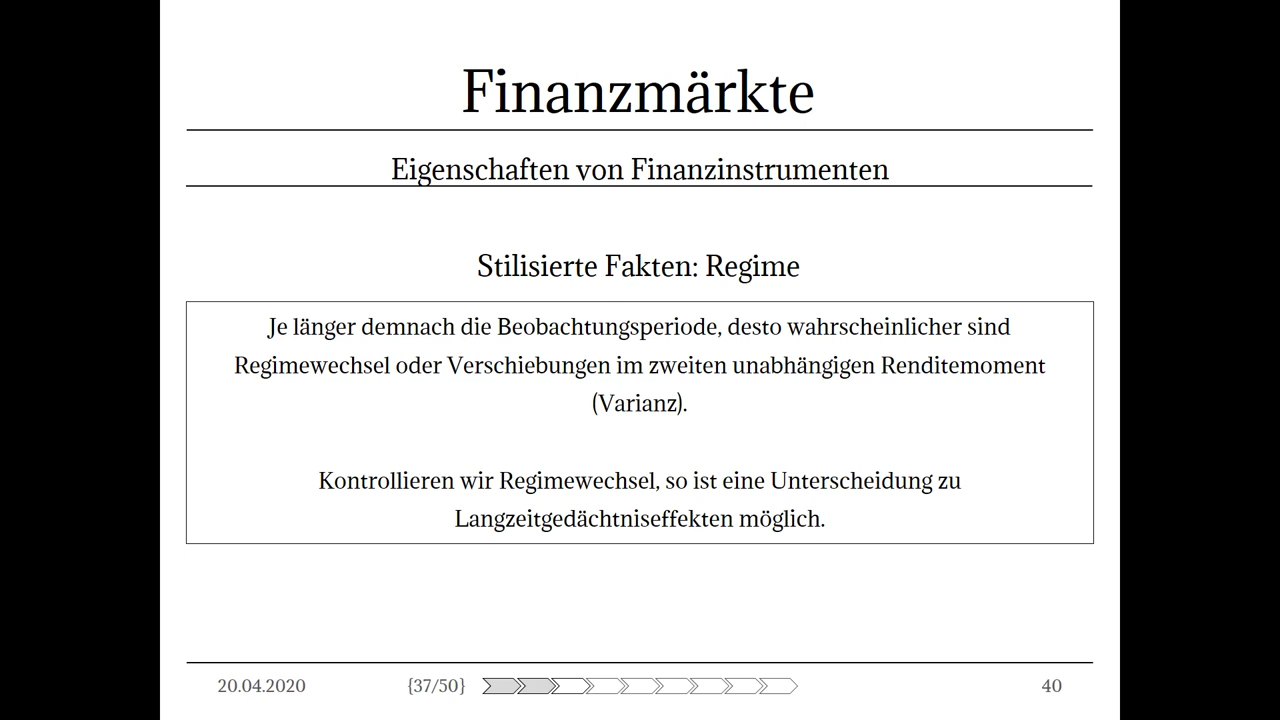 Finanzmärkte
Eigenschaften von Finanzinstrumenten
Stilisierte Fakten: Regime
Je länger demnach die Beobachtungsperiode, desto wahrscheinlicher sind
Regimewechsel oder Verschiebungen im zweiten unabhängigen Renditemoment
(Varianz).
Kontrollieren wir Regimewechsel, so ist eine Unterscheidung zu
Langzeitgedächtniseffekten möglich.
20.04.2020 {37/50} 40